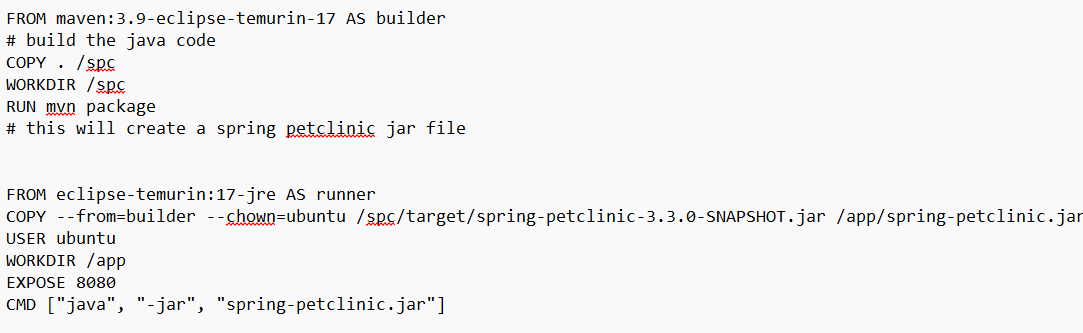 FROM maven:3.9-eclipse-temurin-17 AS builder
# build the java code
COPY . /spc
WORKDIR /spc
RUN mvn package
# this will create a spring petclinic jar file
FROM eclipse-temurin:17-jre AS runner
COPY --from=builder --chown=ubuntu /spc/target/spring-petclinic-3.3.0-SNAPSHOT.jar /app/spring-petclinic.jar
USER ubuntu
WORKDIR /app
EXPOSE 8080
CMD ["java", "-jar", "spring-petclinic.jar"]